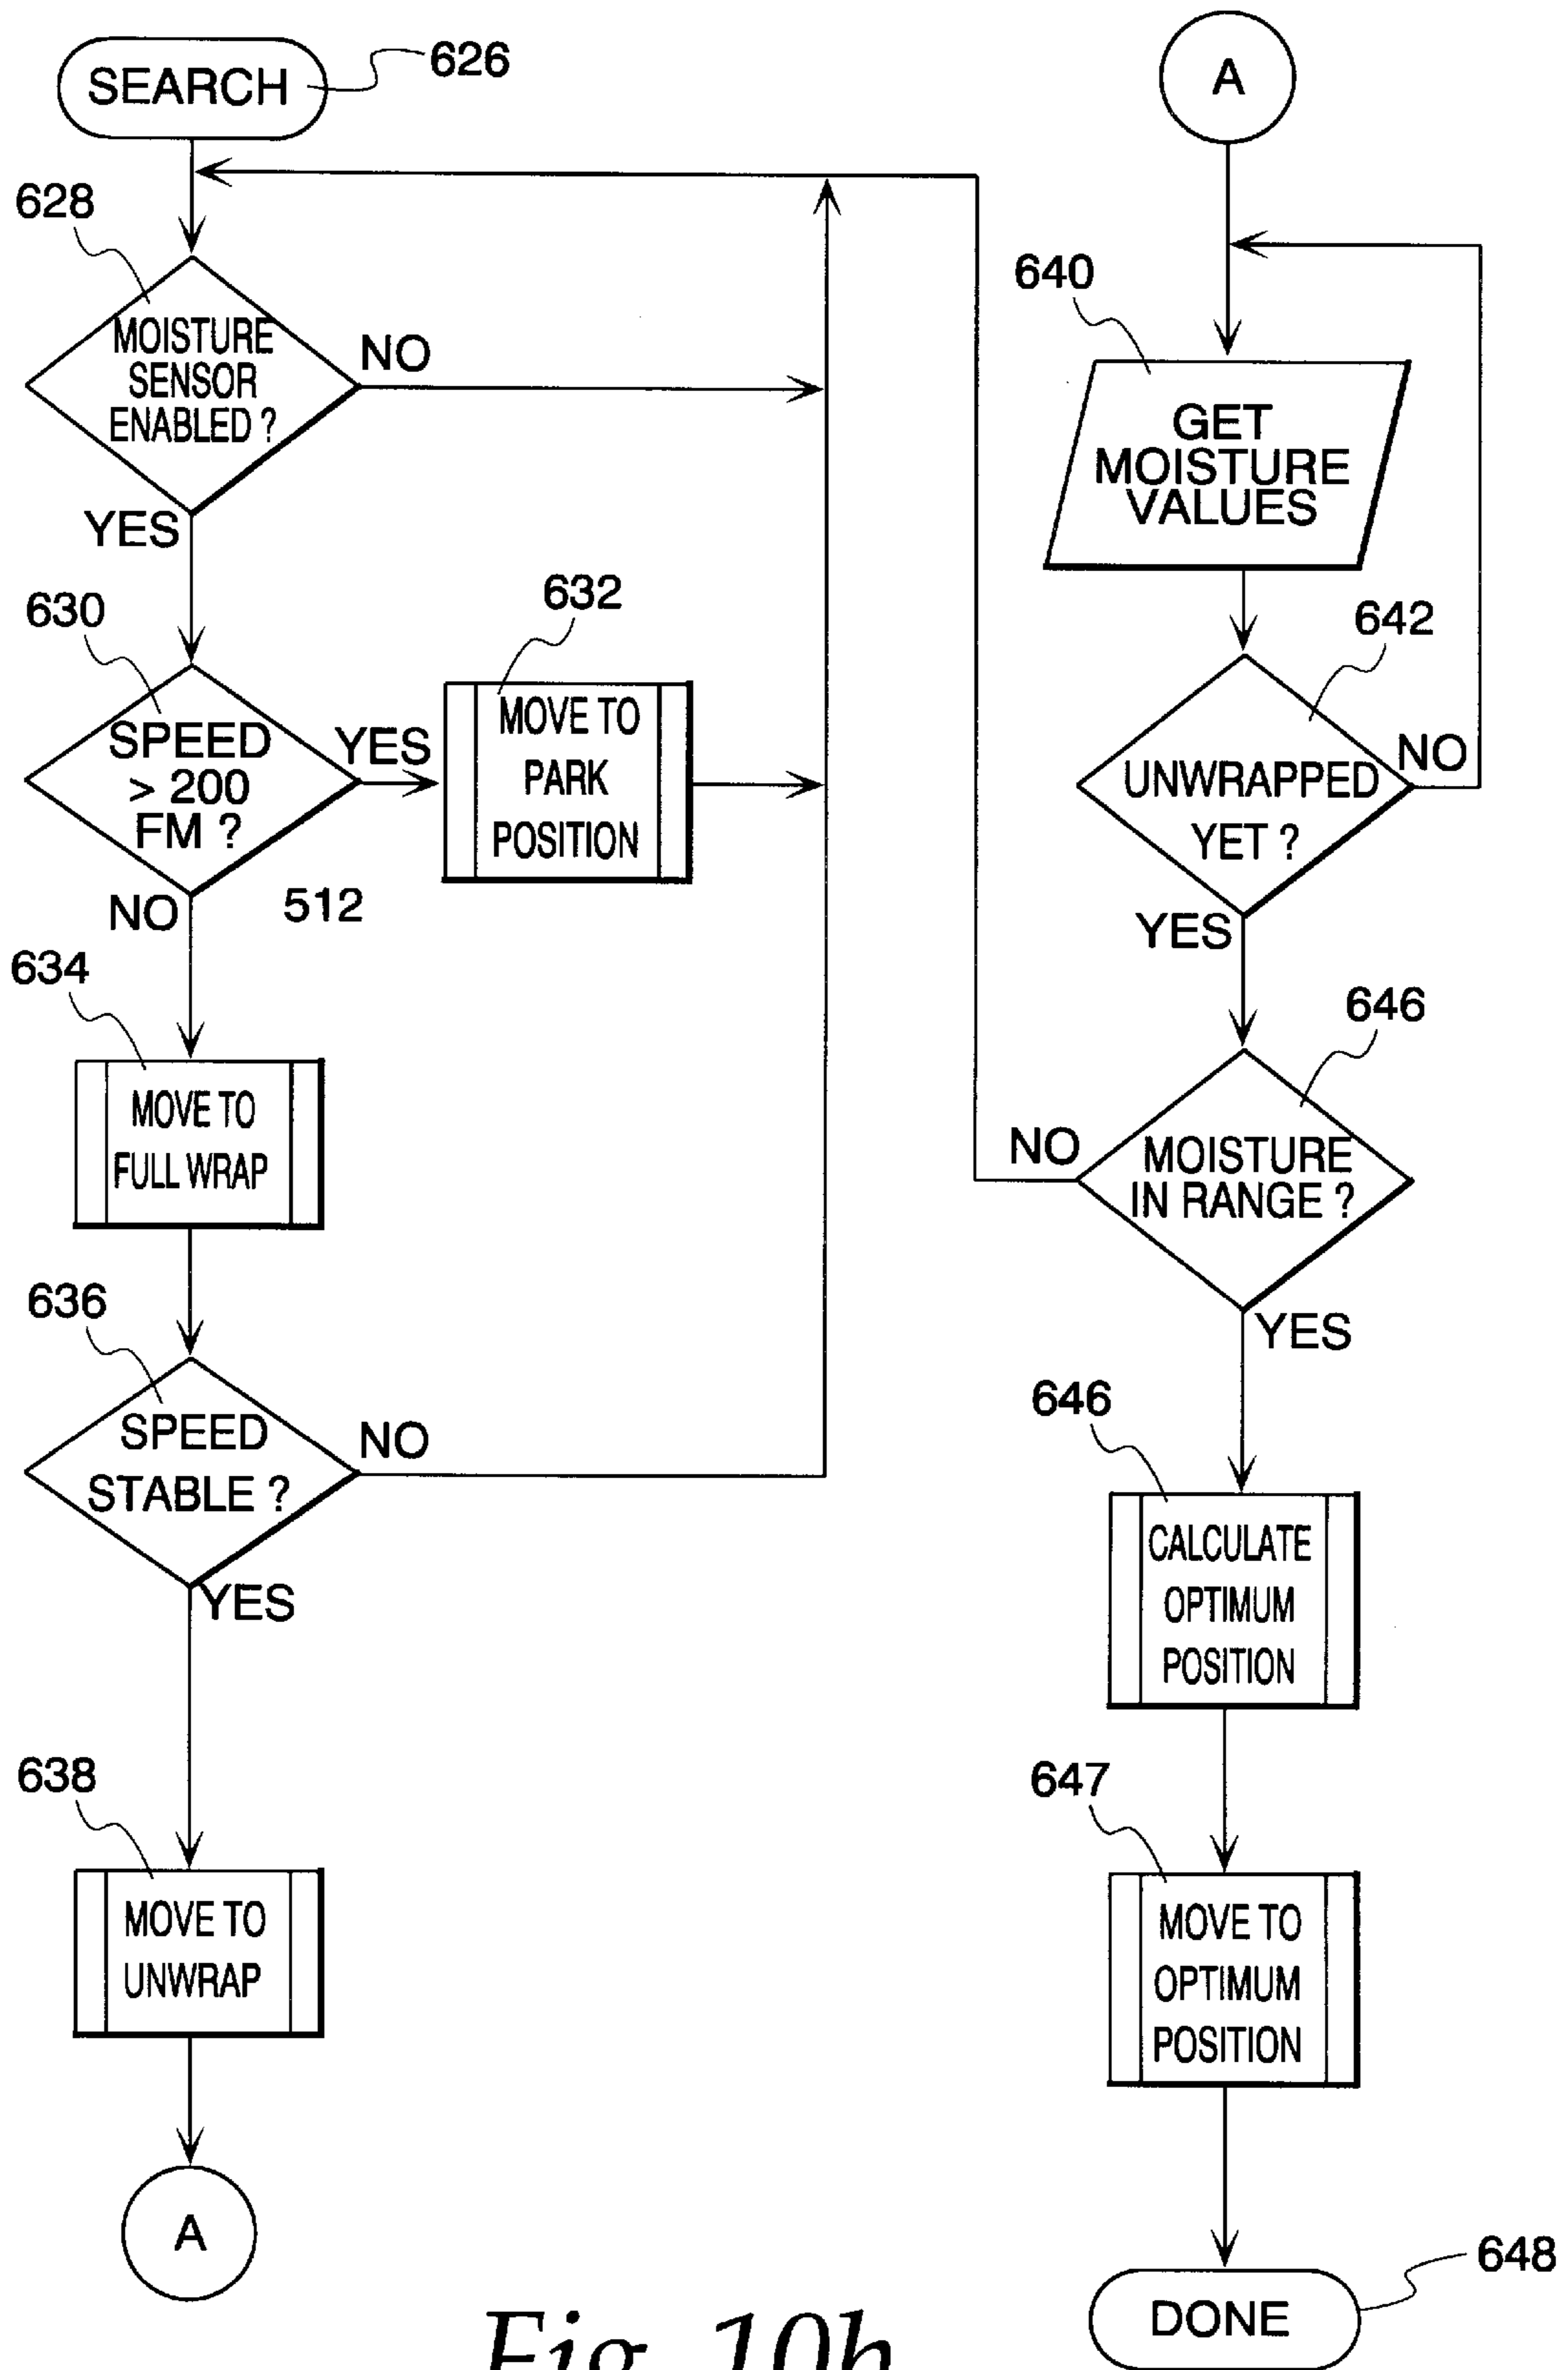 SEARCH
626
628
MOISTURE
SENSOR
ENABLED ?
NO
YES
630
SPEED
> 200
FM ?
YES
632
MOVE TO
PARK
POSITION
NO
512
634
MOVE TO
FULL WRAP
636
SPEED
STABLE ?
NO
YES
638
MOVE TO
UNWRAP
A
A
640
GET
MOISTURE
VALUES
642
UNWRAPPED
YET ?
NO
YES
646
MOISTURE
IN RANGE ?
NO
YES
646
CALCULATE
OPTIMUM
POSITION
647
MOVE TO
OPTIMUM
POSITION
DONE
648
Fig. 10b